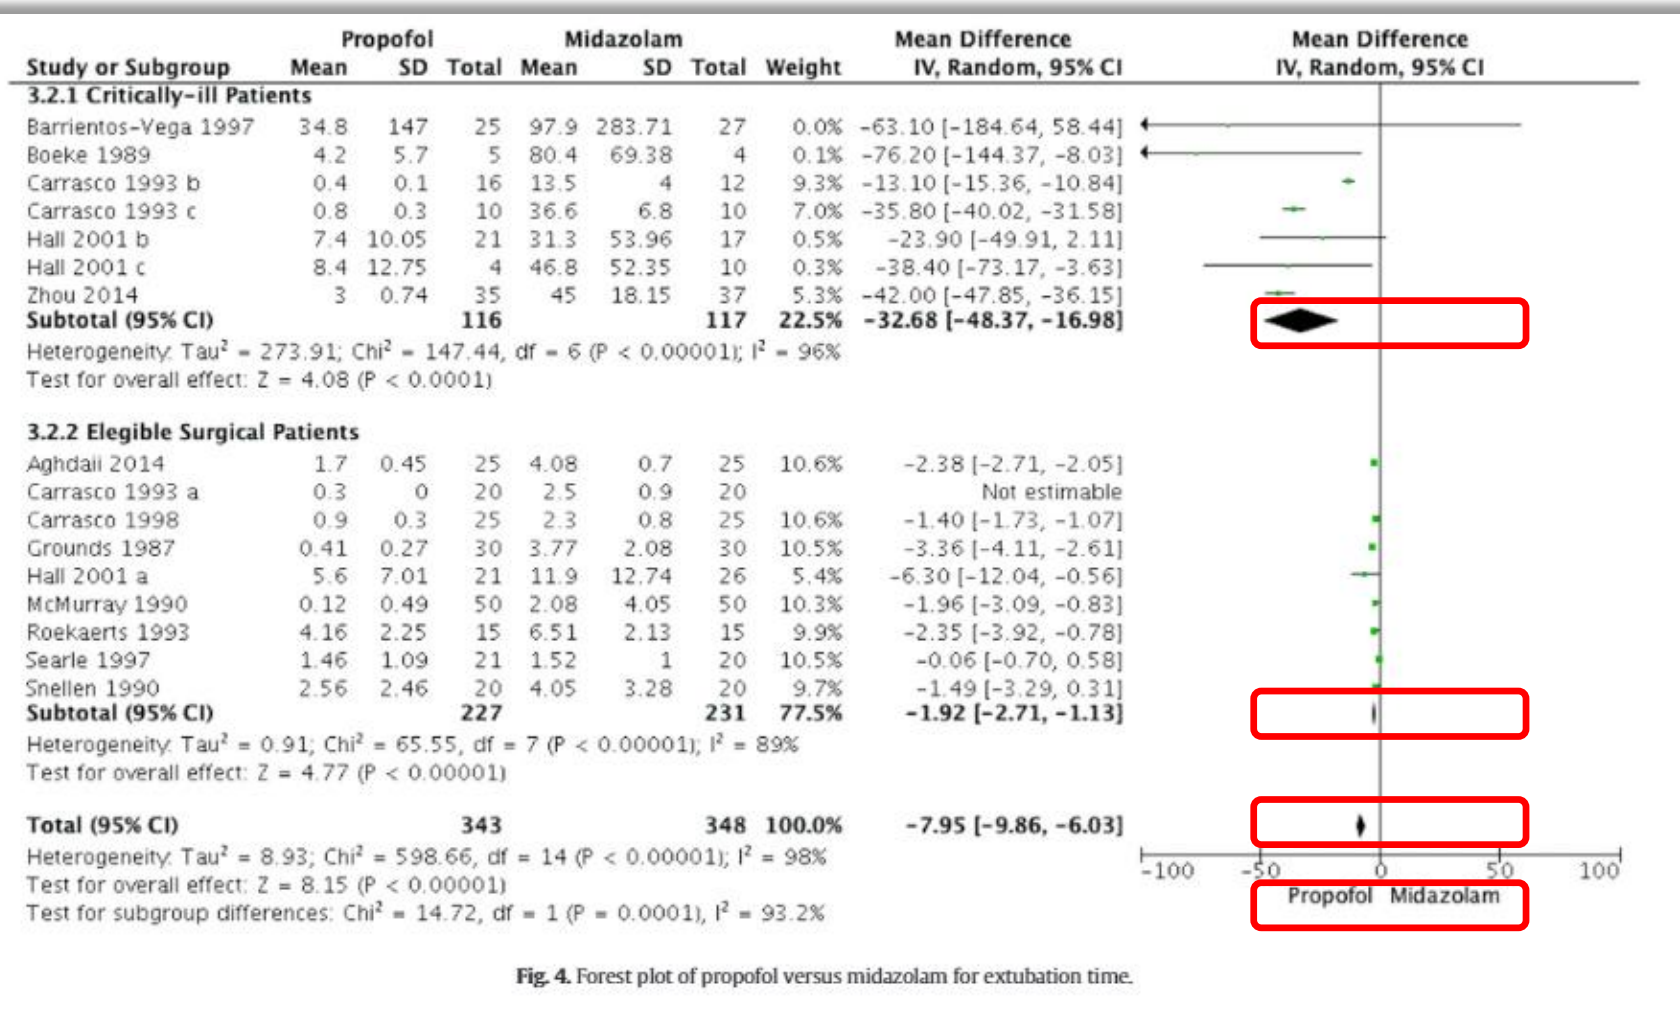 Propofol Midazolam Mean Difference Mean Difference
Study or Subgroup Mean SD Total Mean SD Total Weight IV, Random, 95% CI IV, Random, 95% CI
3.2.1 Critically-ill Patients
Barrientos-Vega 1997 34.8 147 25 97.9 283.71 27 0.0% -63.10 [-184.64, 58.44]
Boeke 1989 4.2 5.7 5 80.4 69.38 4 0.1% -76.20 [-144.37, -8.03]
Carrasco 1993 b 0.4 0.1 16 13.5 4 12 9.3% -13.10 [-15.36, -10.84]
Carrasco 1993 c 0.8 0.3 10 36.6 6.8 10 7.0% -35.80 [-40.02, -31.58]
Hall 2001 b 7.4 10.05 21 31.3 53.96 17 0.5% -23.90 [-49.91, 2.11]
Hall 2001 c 8.4 12.75 4 46.8 52.35 10 0.3% -38.40 [-73.17, -3.63]
Zhou 2014 3 0.74 35 45 18.15 37 5.3% -42.00 [-47.85, -36.15]
Subtotal (95% CI) 116 117 22.5% -32.68 [-48.37, -16.98]
Heterogeneity: Tau² = 273.91; Chi² = 147.44, df = 6 (P < 0.00001); I² = 96%
Test for overall effect: Z = 4.08 (P < 0.0001)
3.2.2 Elegible Surgical Patients
Aghdaii 2014 1.7 0.45 25 4.08 0.7 25 10.6% -2.38 [-2.71, -2.05]
Carrasco 1993 a 0.3 0 20 2.5 0.9 20 Not estimable
Carrasco 1998 0.9 0.3 25 2.3 0.8 25 10.6% -1.40 [-1.73, -1.07]
Grounds 1987 0.41 0.27 30 3.77 2.08 30 10.5% -3.36 [-4.11, -2.61]
Hall 2001 a 5.6 7.01 21 11.9 12.74 26 5.4% -6.30 [-12.04, -0.56]
McMurray 1990 0.12 0.49 50 2.08 4.05 50 10.3% -1.96 [-3.09, -0.83]
Roekaerts 1993 4.16 2.25 15 6.51 2.13 15 9.9% -2.35 [-3.92, -0.78]
Searle 1997 1.46 1.09 21 1.52 1 20 10.5% -0.06 [-0.70, 0.58]
Snellen 1990 2.56 2.46 20 4.05 3.28 20 9.7% -1.49 [-3.29, 0.31]
Subtotal (95% CI) 227 231 77.5% -1.92 [-2.71, -1.13]
Heterogeneity: Tau² = 0.91; Chi² = 65.55, df = 7 (P < 0.00001); I² = 89%
Test for overall effect: Z = 4.77 (P < 0.00001)
Total (95% CI) 343 348 100.0% -7.95 [-9.86, -6.03]
Heterogeneity: Tau² = 8.93; Chi² = 598.66, df = 14 (P < 0.00001); I² = 98%
Test for overall effect: Z = 8.15 (P < 0.00001)
Test for subgroup differences: Chi² = 14.72, df = 1 (P = 0.0001), I² = 93.2%
-100 -50 0 50 100
Propofol Midazolam
Fig. 4. Forest plot of propofol versus midazolam for extubation time.